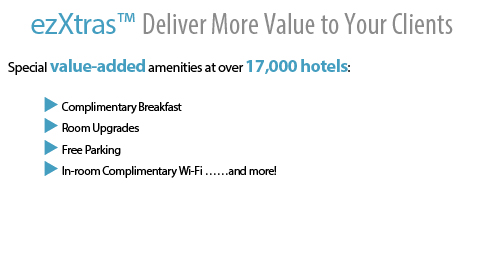 ezXtras™ Deliver More Value to Your Clients
Special value-added amenities at over 17,000 hotels:
Complimentary Breakfast
Room Upgrades
Free Parking
In-room Complimentary Wi-Fi ……and more!